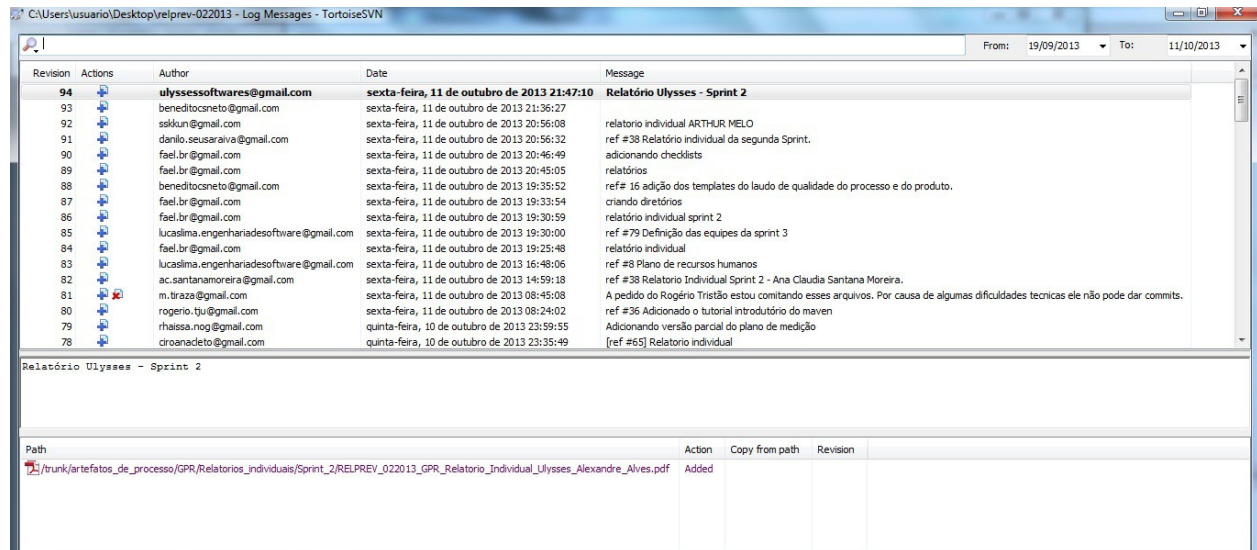 C:\Users\usuario\Desktop\relprev-022013 - Log Messages - TortoiseSVN
From: 19/09/2013 To: 11/10/2013
Revision Actions Author Date Message
94 ulyssessoftwares@gmail.com sexta-feira, 11 de outubro de 2013 21:47:10 Relatório Ulysses - Sprint 2
93 beneditocsneto@gmail.com sexta-feira, 11 de outubro de 2013 21:36:27
92 sskkun@gmail.com sexta-feira, 11 de outubro de 2013 20:56:08 relatorio individual ARTHUR MELO
91 danilo.seusaraiva@gmail.com sexta-feira, 11 de outubro de 2013 20:56:32 ref #38 Relatório individual da segunda Sprint.
90 fael.br@gmail.com sexta-feira, 11 de outubro de 2013 20:46:49 adicionando checklists
89 fael.br@gmail.com sexta-feira, 11 de outubro de 2013 20:45:05 relatórios
88 beneditocsneto@gmail.com sexta-feira, 11 de outubro de 2013 19:35:52 ref# 16 adição dos templates do laudo de qualidade do processo e do produto.
87 fael.br@gmail.com sexta-feira, 11 de outubro de 2013 19:33:54 criando diretórios
86 fael.br@gmail.com sexta-feira, 11 de outubro de 2013 19:30:59 relatório individual sprint 2
85 lucaslima.engenhariadesoftware@gmail.com sexta-feira, 11 de outubro de 2013 19:30:00 ref #79 Definição das equipes da sprint 3
84 fael.br@gmail.com sexta-feira, 11 de outubro de 2013 19:25:48 relatório individual
83 lucaslima.engenhariadesoftware@gmail.com sexta-feira, 11 de outubro de 2013 16:48:06 ref #8 Plano de recursos humanos
82 ac.santanamoreira@gmail.com sexta-feira, 11 de outubro de 2013 14:59:18 ref #38 Relatorio Individual Sprint 2 - Ana Claudia Santana Moreira.
81 m.tiraza@gmail.com sexta-feira, 11 de outubro de 2013 08:45:08 A pedido do Rogério Tristão estou comitando esses arquivos. Por causa de algumas dificuldades tecnicas ele não pode dar commits.
80 rogerio.tju@gmail.com sexta-feira, 11 de outubro de 2013 08:24:02 ref #36 Adicionado o tutorial introdutório do maven
79 rhaissa.nog@gmail.com quinta-feira, 10 de outubro de 2013 23:59:55 Adicionando versão parcial do plano de medição
78 ciroanacleto@gmail.com quinta-feira, 10 de outubro de 2013 23:35:49 [ref #65] Relatorio individual
Relatório Ulysses - Sprint 2
Path Action Copy from path Revision
/trunk/artefatos_de_processo/GPR/Relatorios_individuais/Sprint_2/RELPREV_022013_GPR_Relatorio_Individual_Ulysses_Alexandre_Alves.pdf Added